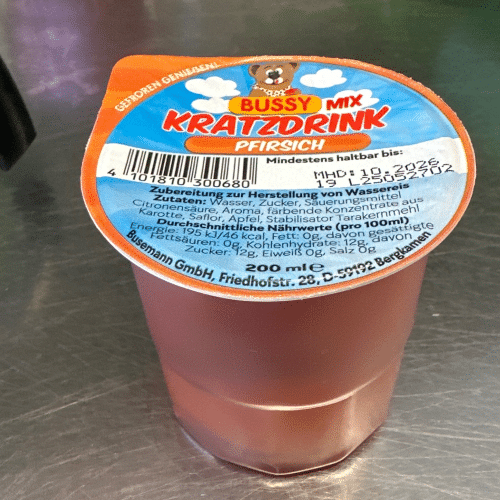 GEFROREN GENIESSEN!
BUSSY MIX
KRATZDRINK
PFIRSICH
Mindestens haltbar bis:
MHD: 10.2026
19 25052702
4 101810 300680
Zubereitung zur Herstellung von Wassereis
Zutaten: Wasser, Zucker, Säuerungsmittel
Citronensäure, Aroma, färbende Konzentrate aus
Karotte, Saflor, Apfel, Stabilisator Tarakernmehl
Durchschnittliche Nährwerte (pro 100ml)
Energie: 195 kJ/46 kcal, Fett: 0g, davon gesättigte
Fettsäuren: 0g, Kohlenhydrate: 12g, davon
Zucker: 12g, Eiweiß 0g, Salz 0g
200 ml e
Busemann GmbH, Friedhofstr. 28, D-59192 Bergkamen